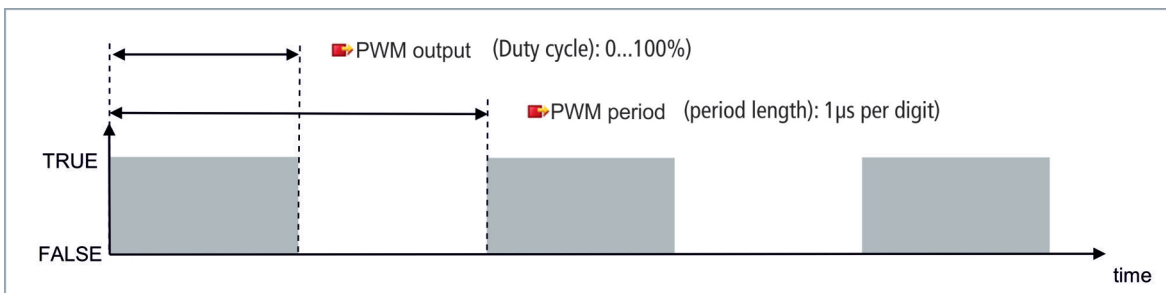 PWM output (Duty cycle): 0...100%)
PWM period (period length): 1µs per digit)
TRUE
FALSE
time